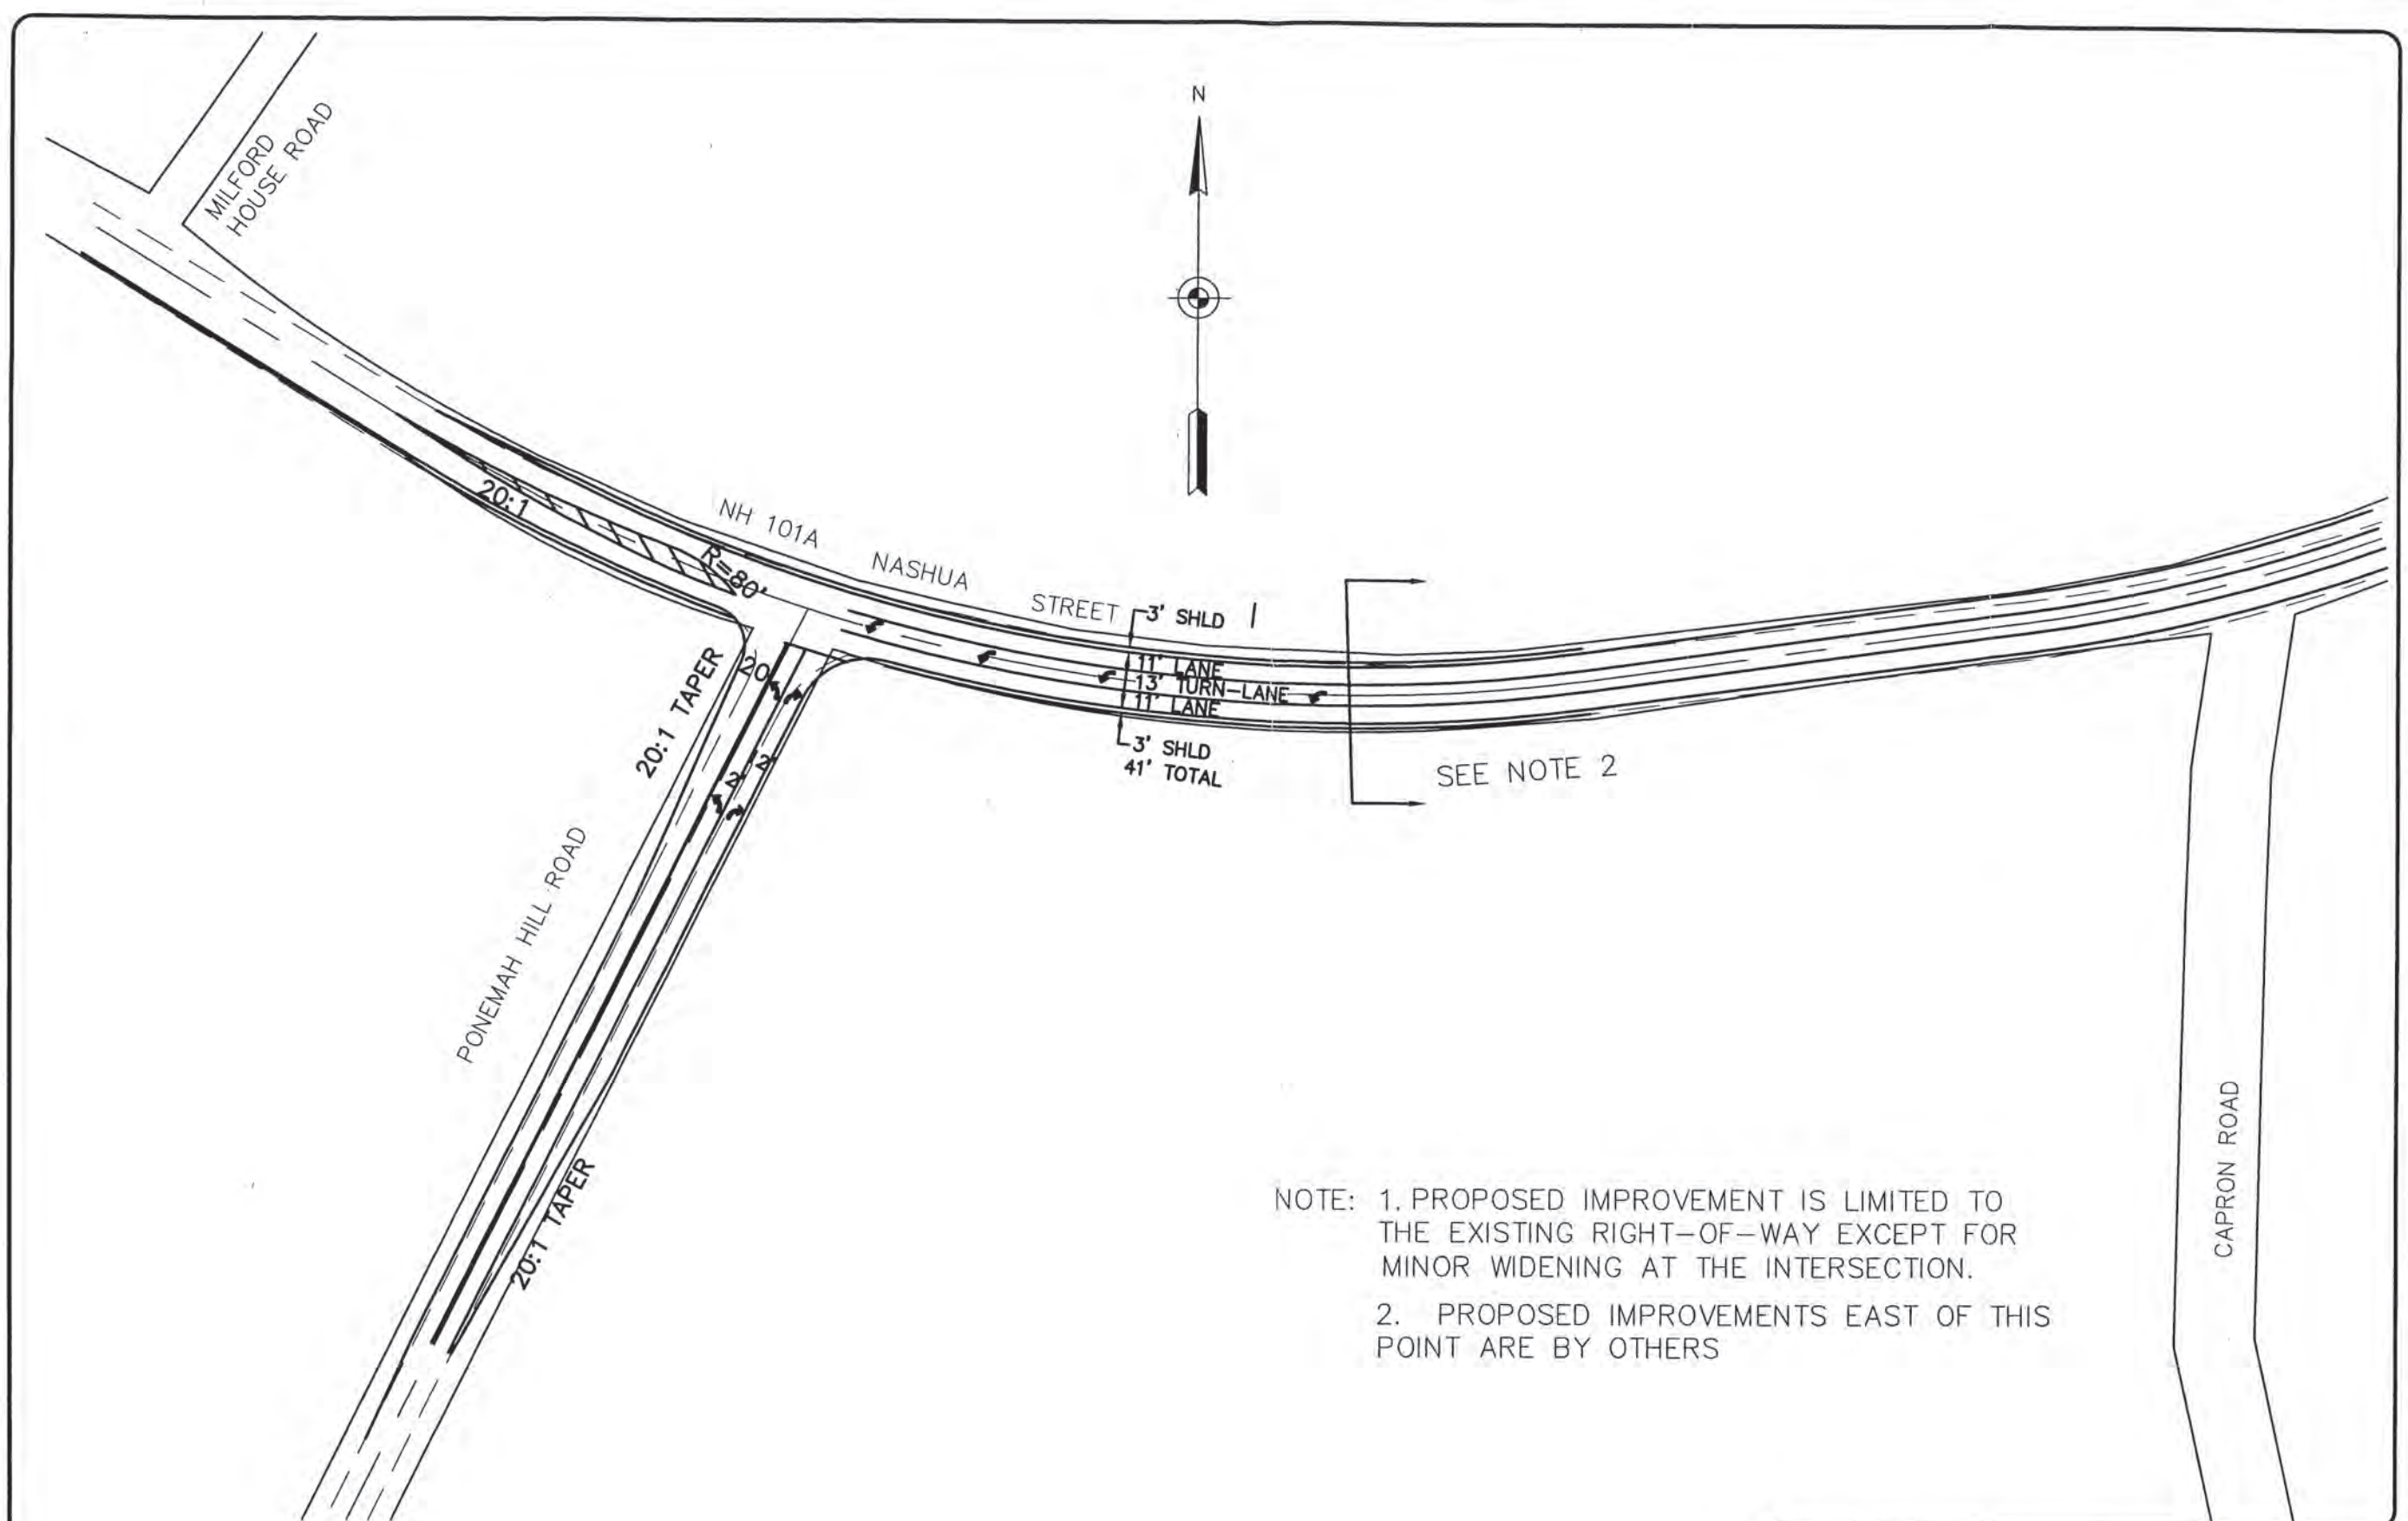 N
MILFORD
HOUSE ROAD
NH 101A
NASHUA
STREET
20:1
R=80'
3' SHLD
11' LANE
13' TURN-LANE
11' LANE
3' SHLD
41' TOTAL
SEE NOTE 2
20:1 TAPER
20
2
2
PONEMAH HILL ROAD
20:1 TAPER
CAPRON ROAD
NOTE: 1. PROPOSED IMPROVEMENT IS LIMITED TO
THE EXISTING RIGHT-OF-WAY EXCEPT FOR
MINOR WIDENING AT THE INTERSECTION.
2. PROPOSED IMPROVEMENTS EAST OF THIS
POINT ARE BY OTHERS